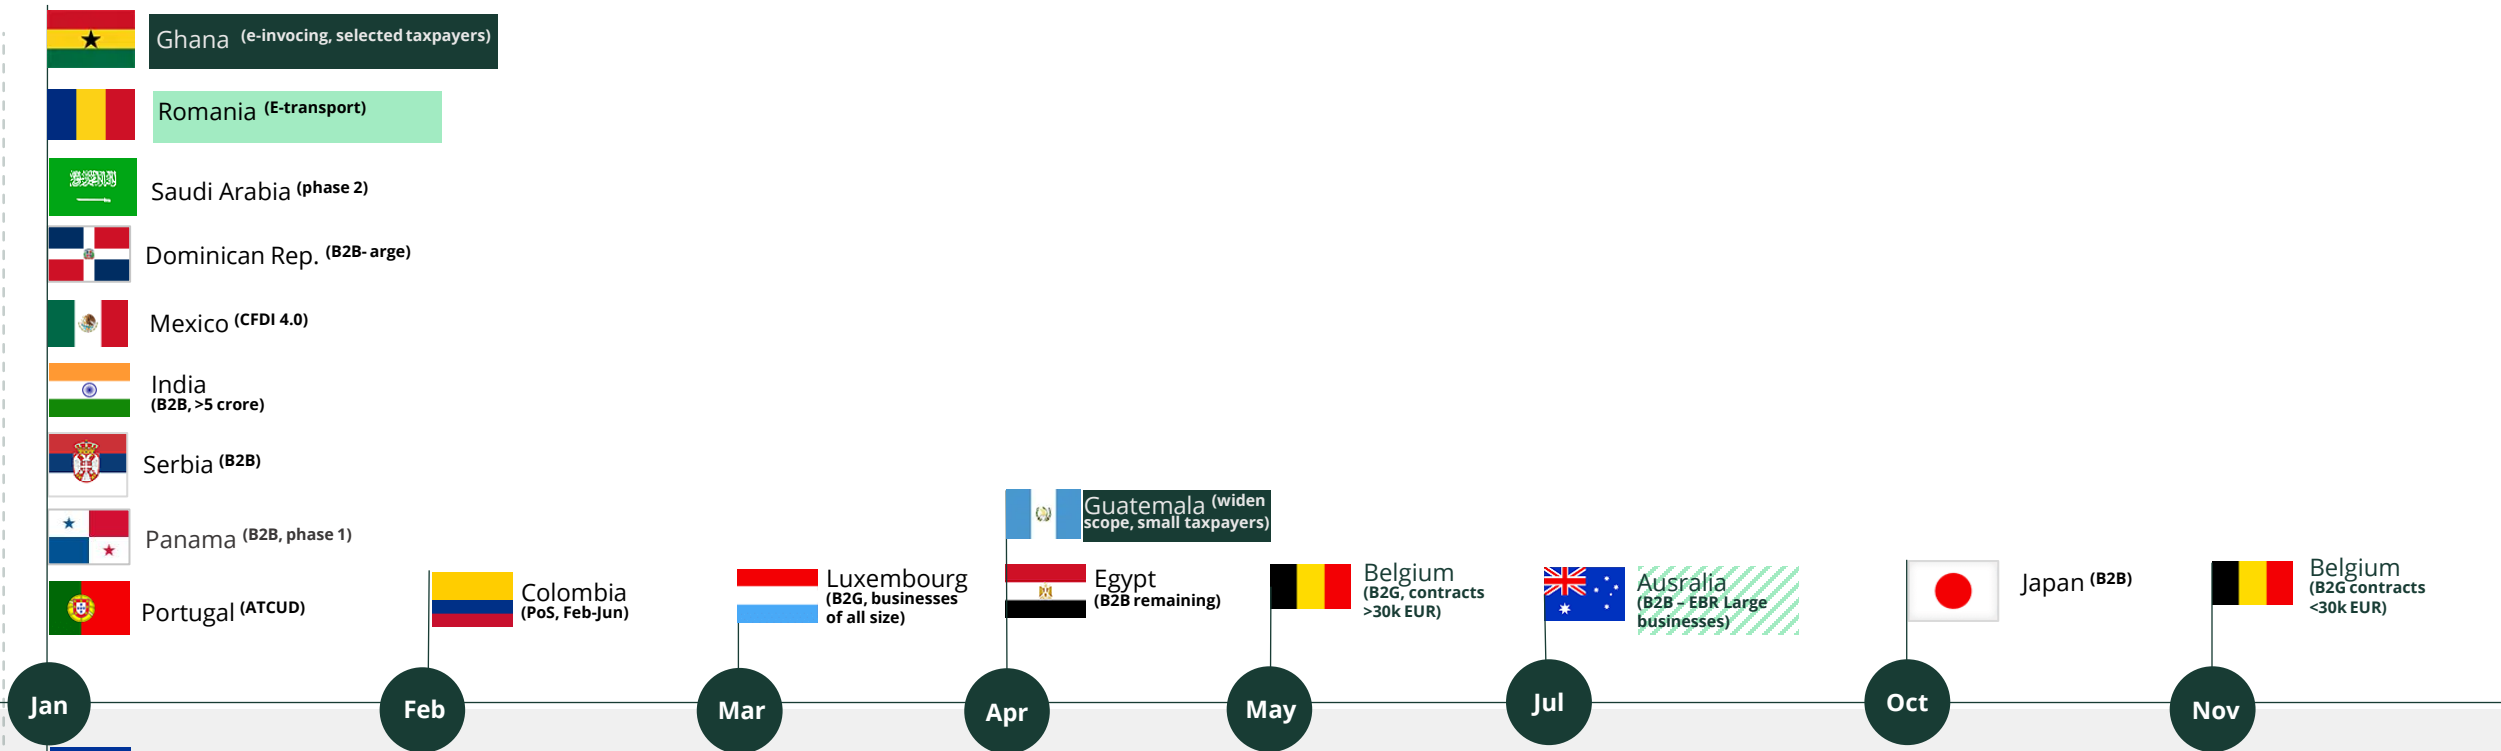 Ghana (e-invocing, selected taxpayers)
Romania (E-transport)
Saudi Arabia (phase 2)
Dominican Rep. (B2B- arge)
Mexico (CFDI 4.0)
India
(B2B, >5 crore)
Serbia (B2B)
Panama (B2B, phase 1)
Portugal (ATCUD)
Colombia
(PoS, Feb-Jun)
Luxembourg
(B2G, businesses
of all size)
Guatemala (widen
scope, small taxpayers)
Egypt
(B2B remaining)
Belgium
(B2G, contracts
>30k EUR)
Ausralia
(B2B – EBR Large
businesses)
Japan (B2B)
Belgium
(B2G contracts
<30k EUR)
Jan
Feb
Mar
Apr
May
Jul
Oct
Nov